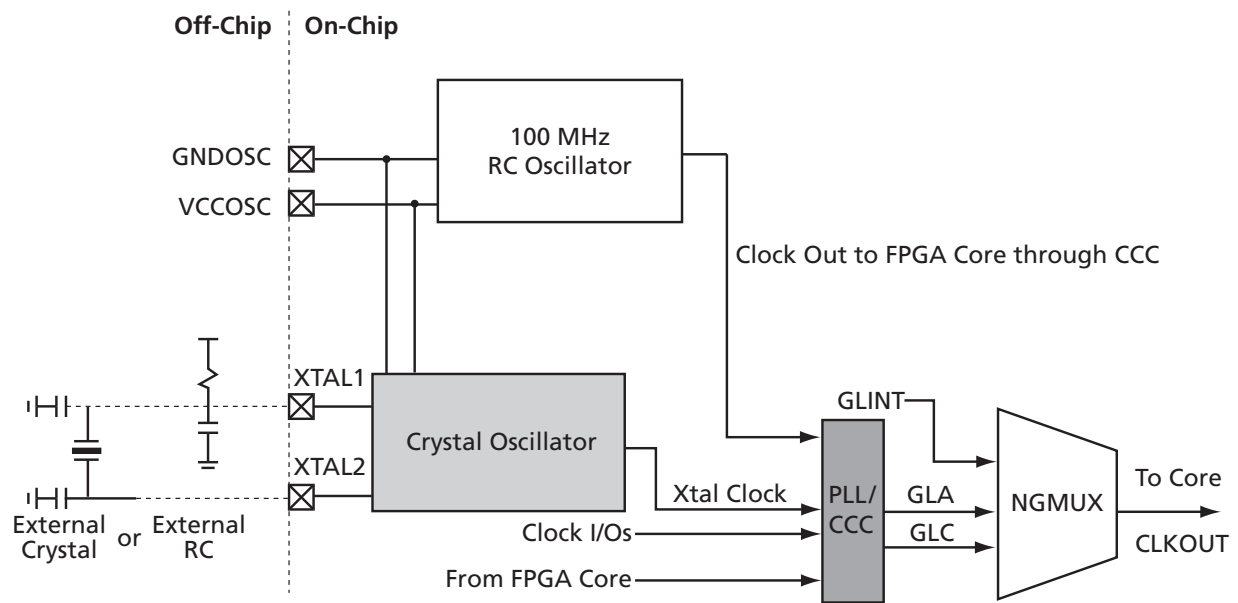 Off-Chip
On-Chip
100 MHz
RC Oscillator
GNDOSC
VCCOSC
Clock Out to FPGA Core through CCC
XTAL1
Crystal Oscillator
XTAL2
GLINT
Xtal Clock
PLL/
CCC
GLA
GLC
NGMUX
To Core
CLKOUT
Clock I/Os
From FPGA Core
External
Crystal
or
External
RC